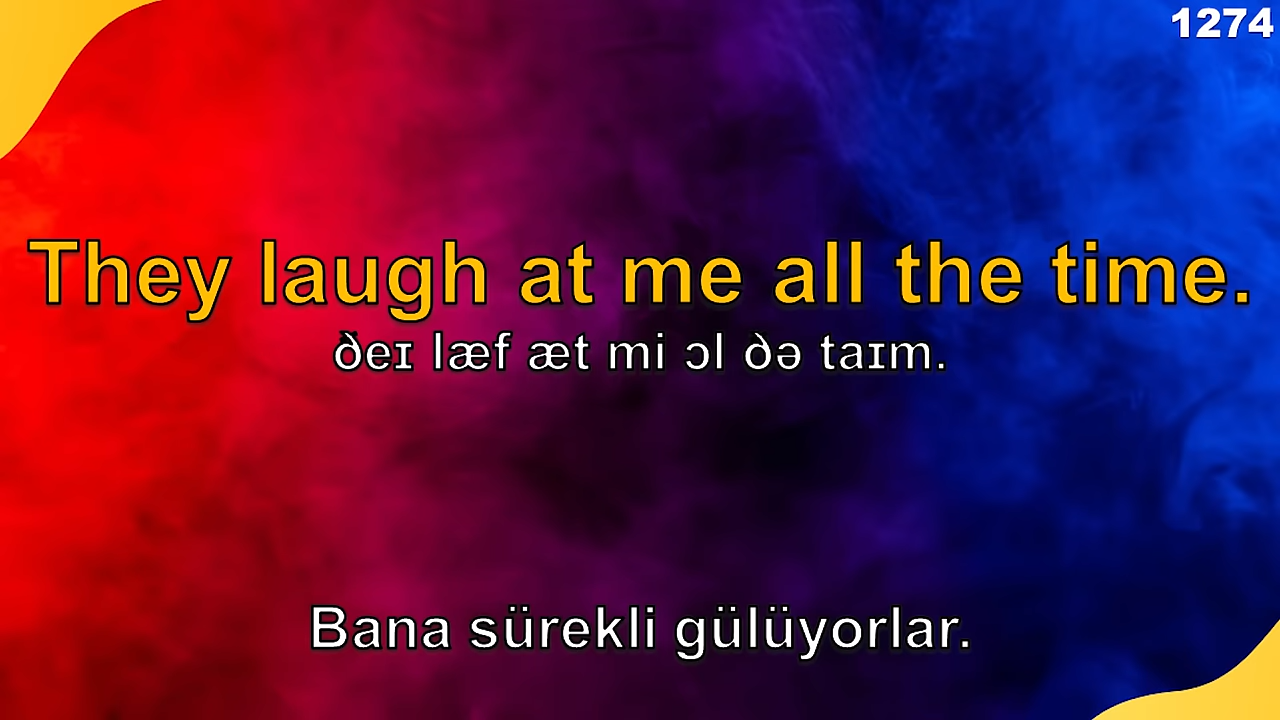 1274
They laugh at me all the time.
ðeɪ læf æt mi ɔl ðə taɪm.
Bana sürekli gülüyorlar.